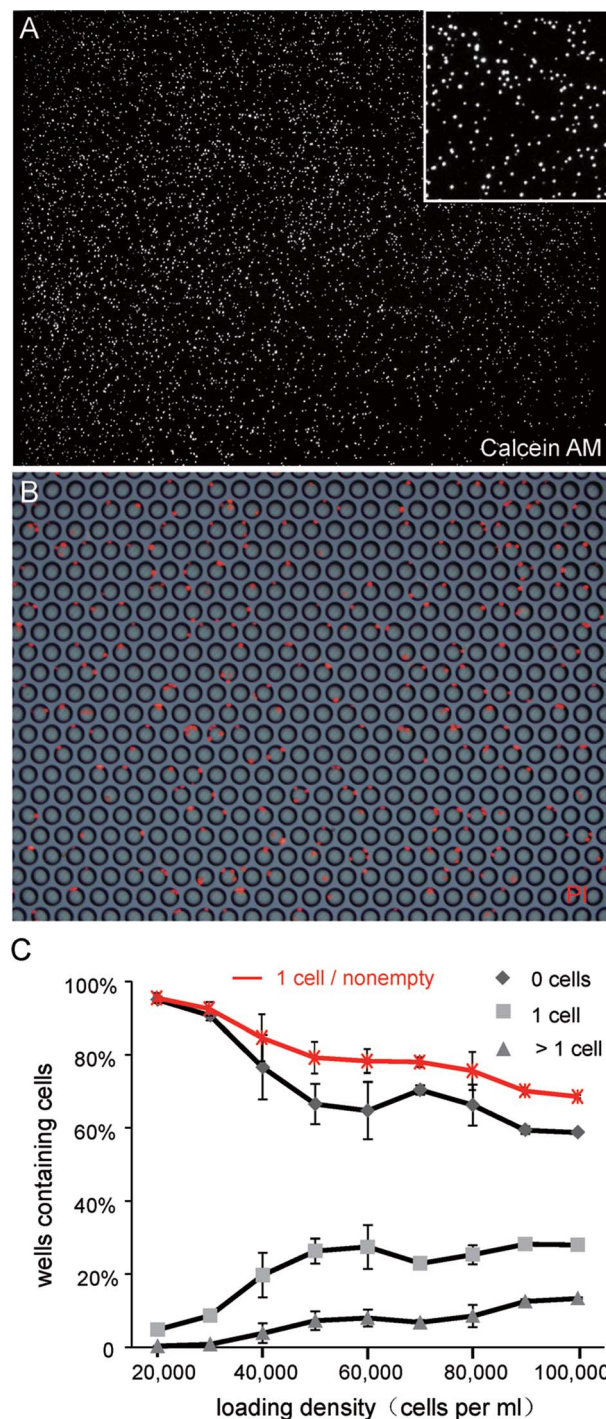 A
Calcein AM
B
PI
C
1 cell / nonempty
0 cells
1 cell
> 1 cell
100%
80%
60%
40%
20%
0
wells containing cells
20,000 40,000 60,000 80,000 100,000
loading density（cells per ml）